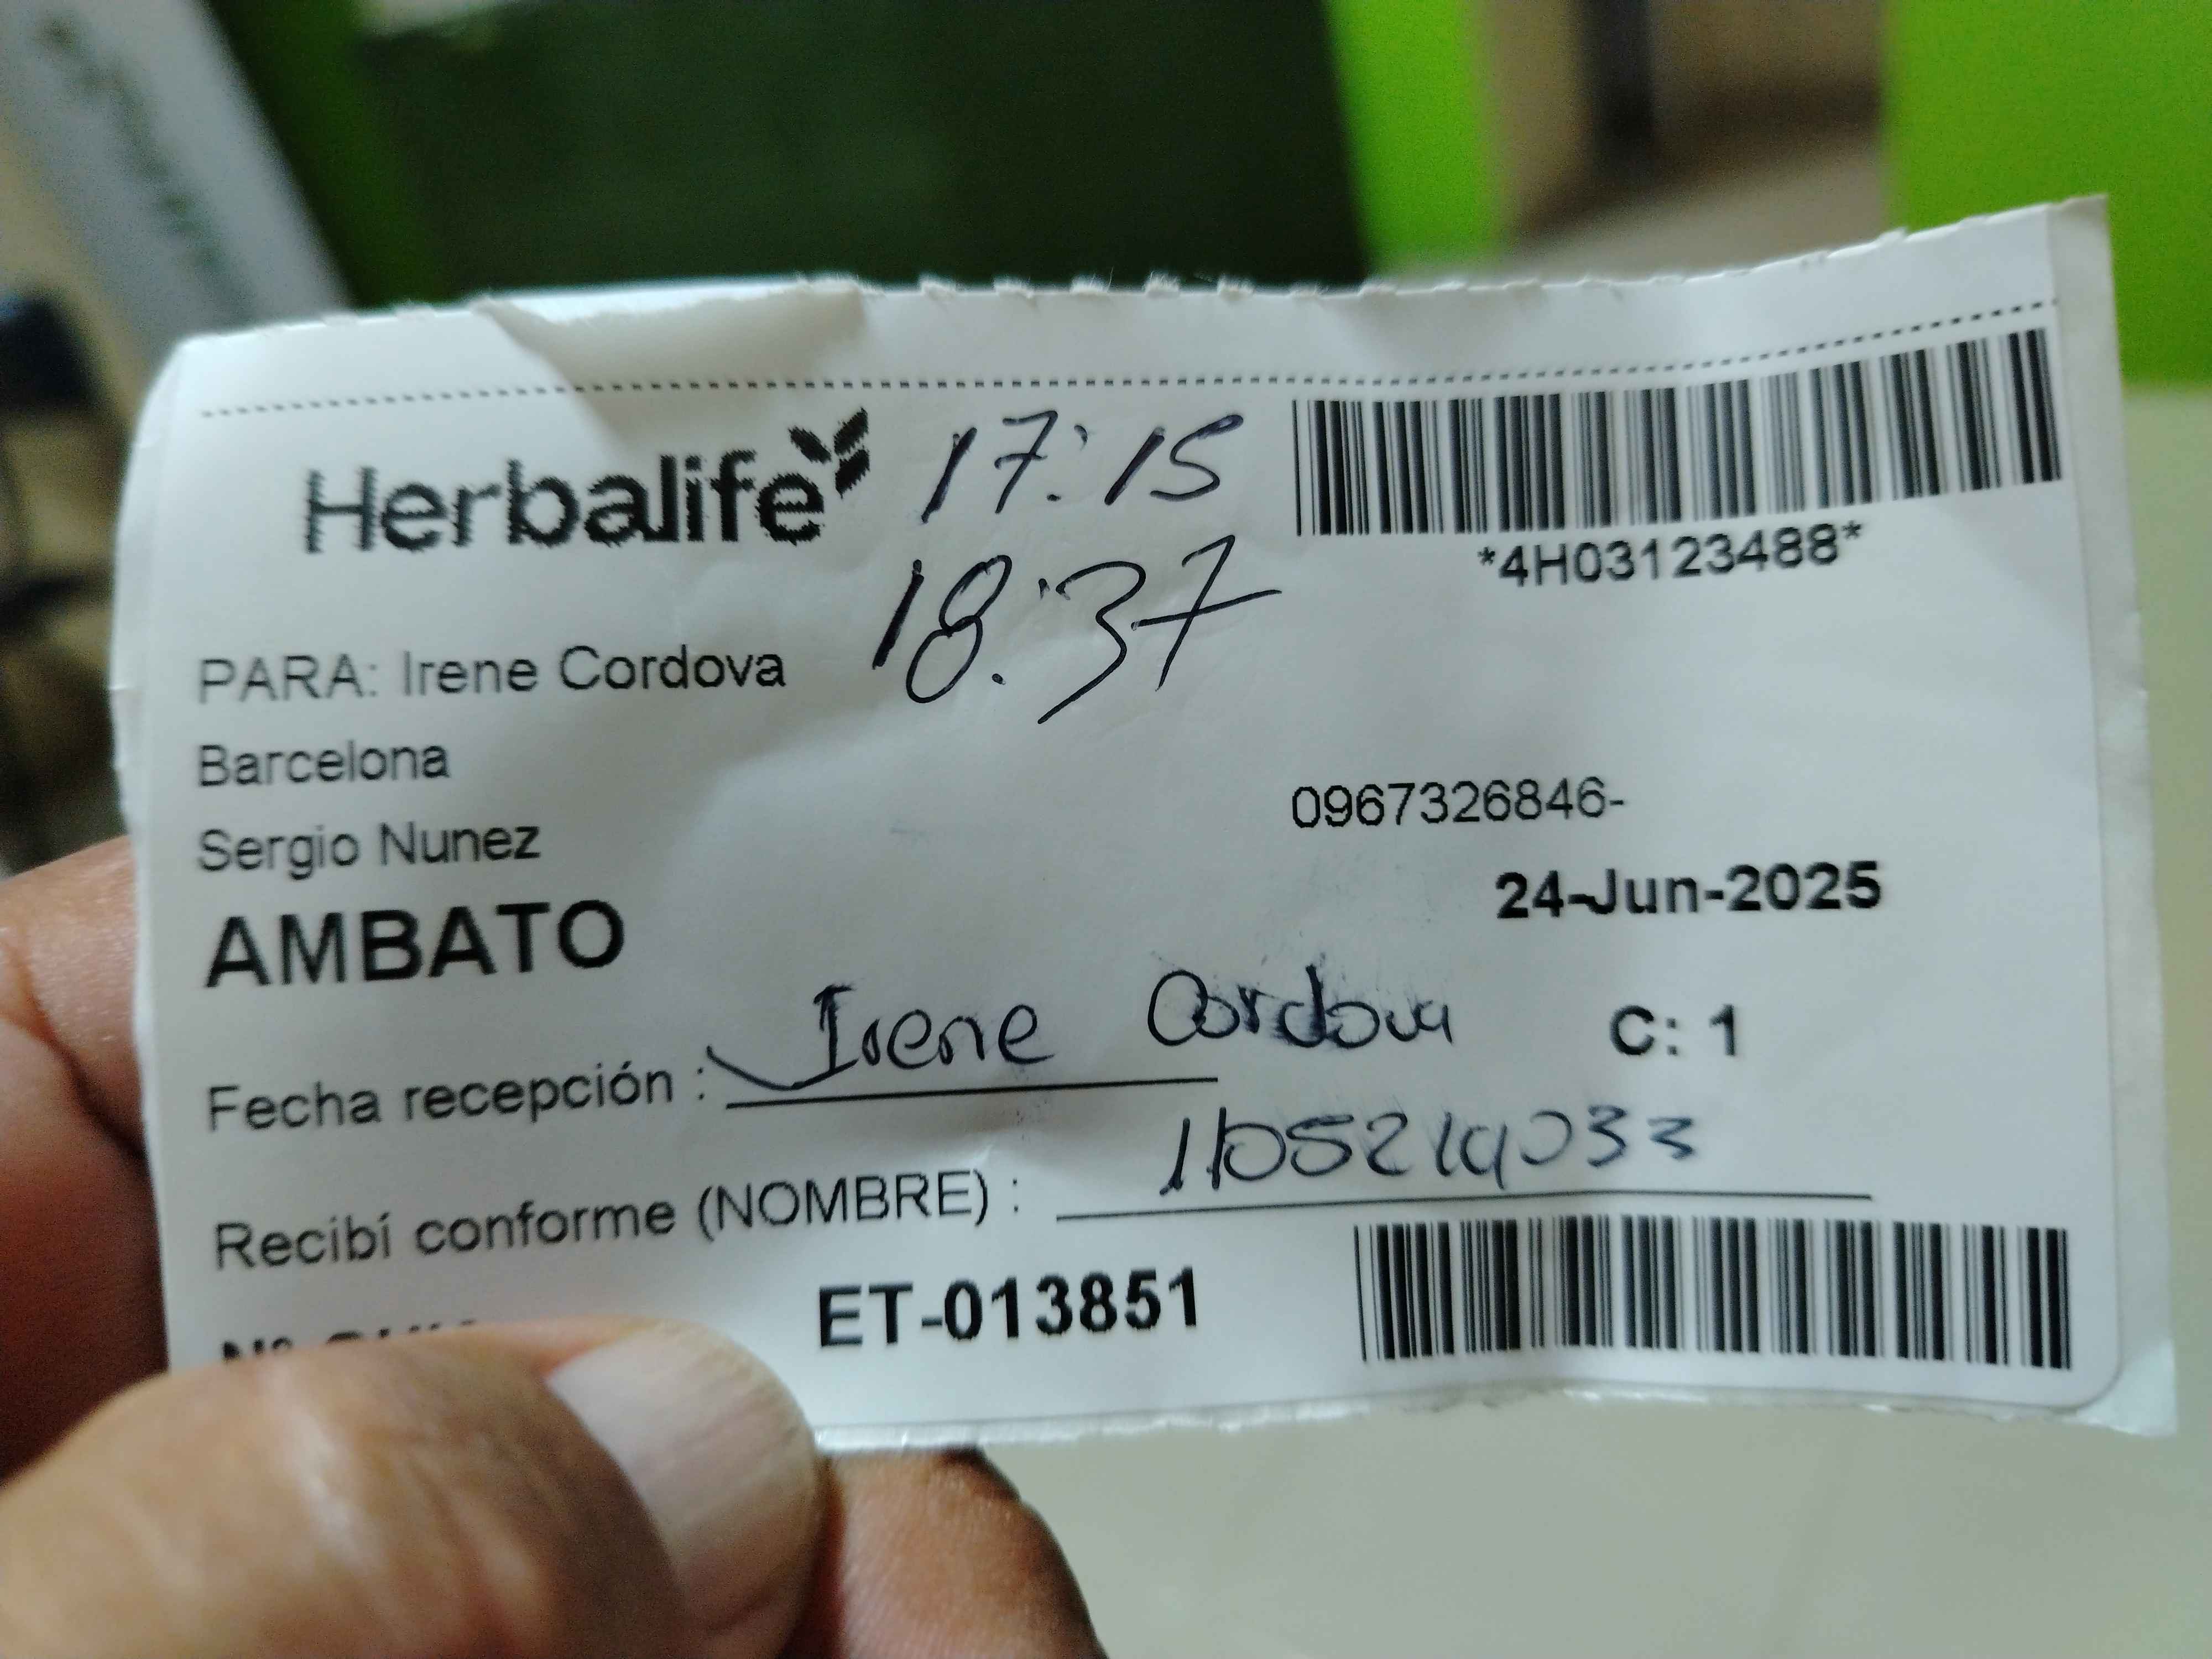 Herbalife
17:15
18:37
*4H03123488*
PARA: Irene Cordova
Barcelona
0967326846-
Sergio Nunez
24-Jun-2025
AMBATO
C: 1
Fecha recepción : Irene Cordova
Recibí conforme (NOMBRE) : 1105219033
ET-013851